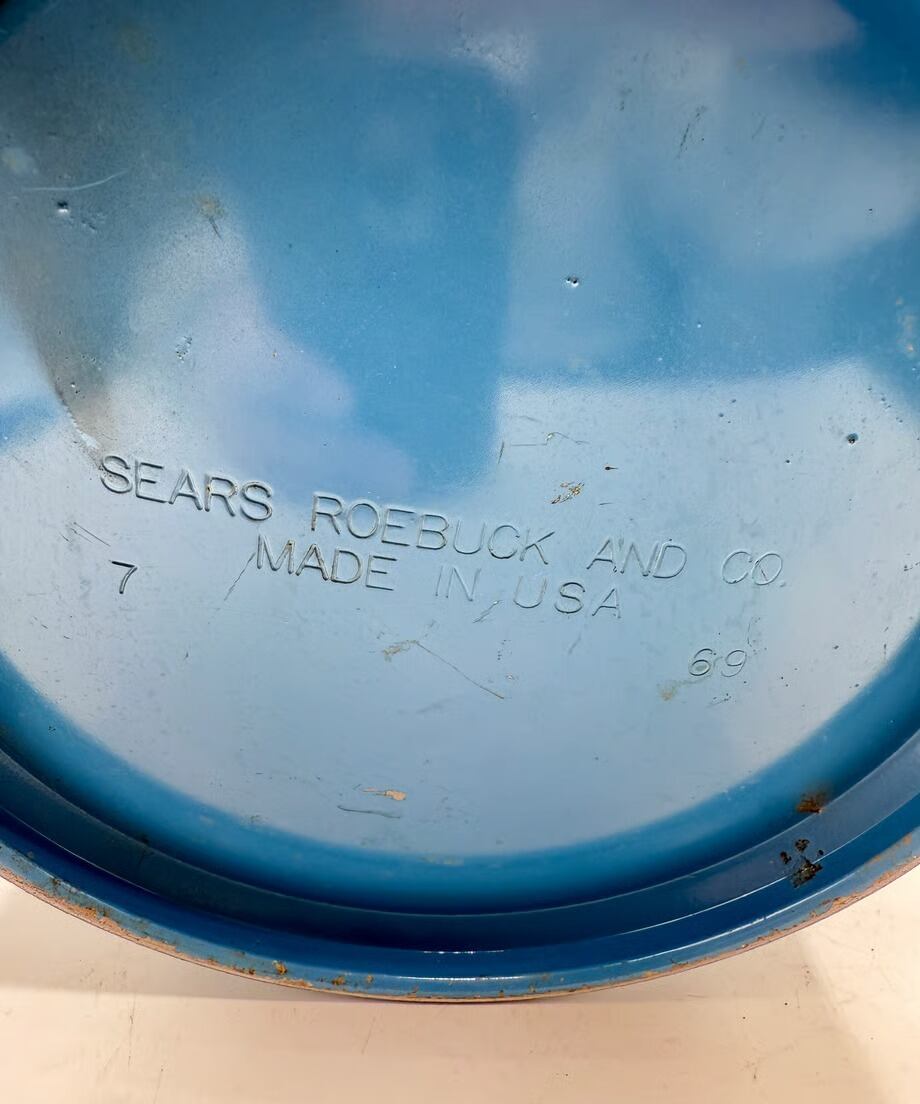 SEARS ROEBUCK AND CO.
MADE IN USA
7
69